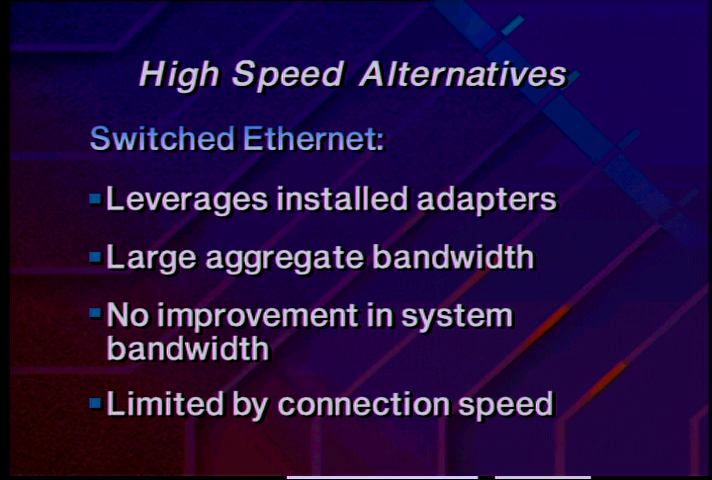 High Speed Alternatives
Switched Ethernet:
Leverages installed adapters
Large aggregate bandwidth
No improvement in system
bandwidth
Limited by connection speed